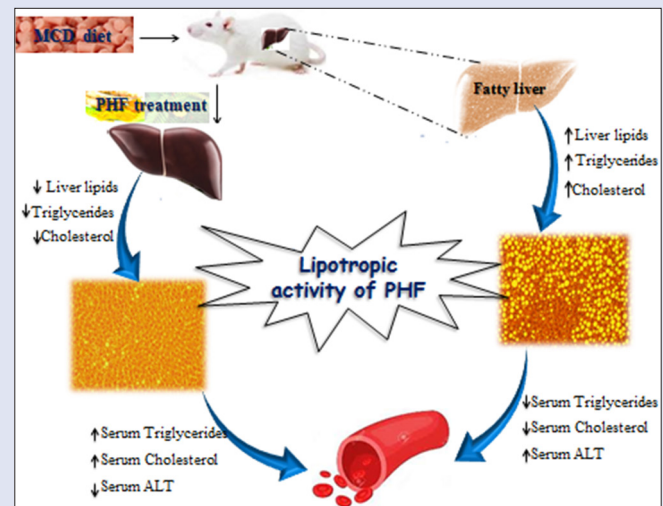 MCD diet
PHF treatment
Fatty liver
↑Liver lipids
↑Triglycerides
↑Cholesterol
↓ Liver lipids
↓Triglycerides
↓Cholesterol
Lipotropic
activity of PHF
↑Serum Triglycerides
↑Serum Cholesterol
↓ Serum ALT
↓Serum Triglycerides
↓Serum Cholesterol
↑Serum ALT